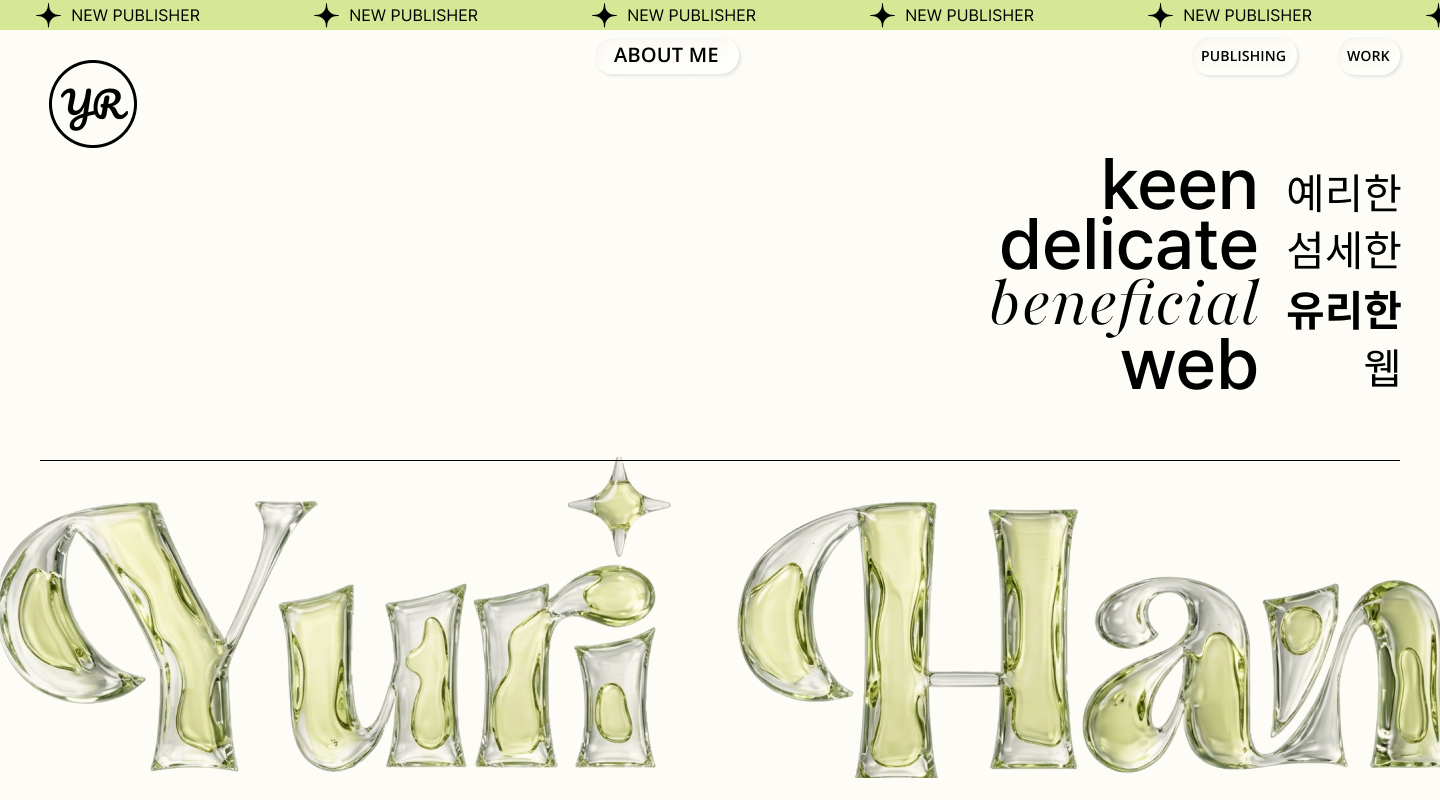 NEW PUBLISHER NEW PUBLISHER NEW PUBLISHER NEW PUBLISHER NEW PUBLISHER
ABOUT ME
PUBLISHING
WORK
YR
keen 예리한
delicate 섬세한
beneficial 유리한
web 웹
Yuri Han